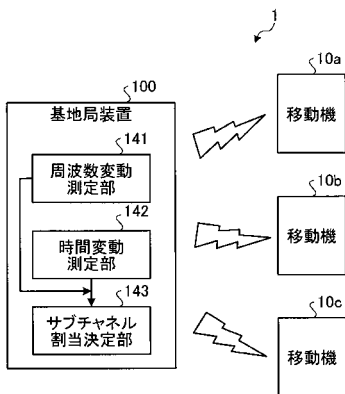 1
100
基地局装置
141
周波数変動
測定部
142
時間変動
測定部
143
サブチャネル
割当決定部
10a
移動機
10b
移動機
10c
移動機